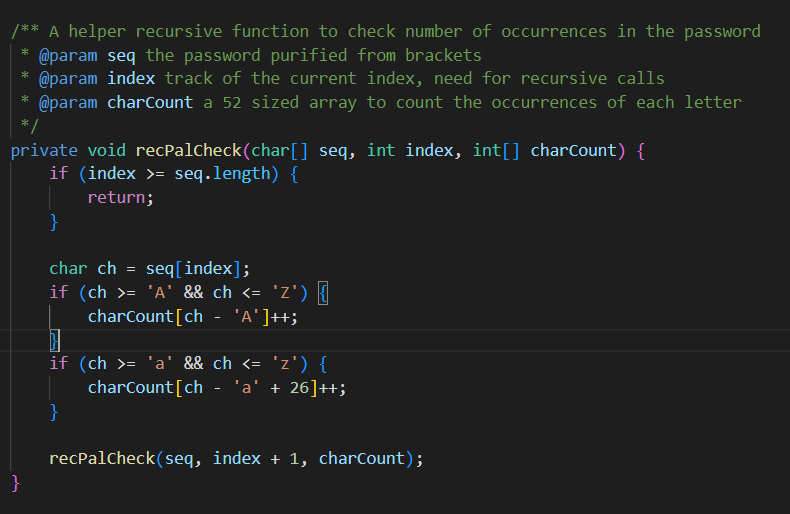 /** A helper recursive function to check number of occurrences in the password
 * @param seq the password purified from brackets
 * @param index track of the current index, need for recursive calls
 * @param charCount a 52 sized array to count the occurrences of each letter
 */
private void recPalCheck(char[] seq, int index, int[] charCount) {
    if (index >= seq.length) {
        return;
    }

    char ch = seq[index];
    if (ch >= 'A' && ch <= 'Z') {
        charCount[ch - 'A']++;
    }
    if (ch >= 'a' && ch <= 'z') {
        charCount[ch - 'a' + 26]++;
    }

    recPalCheck(seq, index + 1, charCount);
}